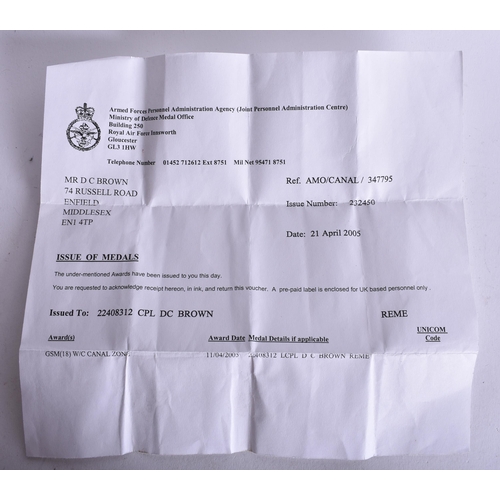 Armed Forces Personnel Administration Agency (Joint Personnel Administration Centre)
Ministry of Defence Medal Office
Building 250
Royal Air Force Innsworth
Gloucester
GL3 1HW
Telephone Number 01452 712612 Ext 8751 Mil Net 95471 8751
MR D C BROWN
74 RUSSELL ROAD
ENFIELD
MIDDLESEX
EN1 4TP
Ref. AMO/CANAL / 347795
Issue Number: 232450
Date: 21 April 2005
ISSUE OF MEDALS
The under-mentioned Awards have been issued to you this day.
You are requested to acknowledge receipt hereon, in ink, and return this voucher. A pre-paid label is enclosed for UK based personnel only.
Issued To: 22408312 CPL DC BROWN REME
Award(s) Award Date Medal Details if applicable UNICOM Code
GSM(18) W/C CANAL ZONE 11/04/2005 22408312 LCPL D C BROWN REME